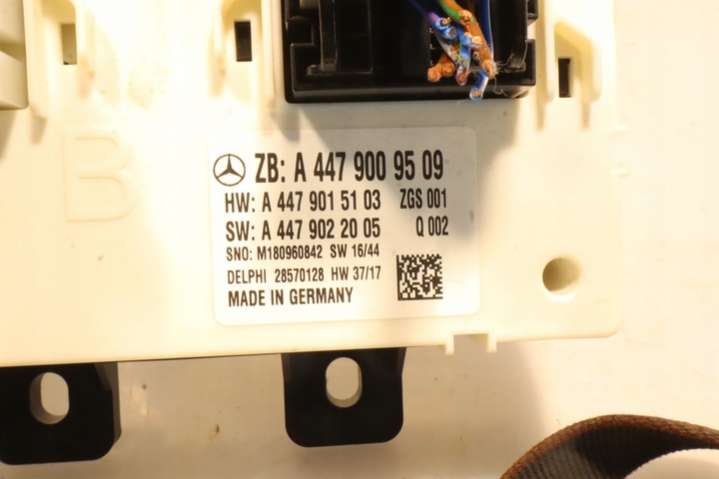 B
ZB: A 447 900 95 09
HW: A 447 901 51 03 ZGS 001
SW: A 447 902 20 05 Q 002
SNO: M180960842 SW 16/44
DELPHI 28570128 HW 37/17
MADE IN GERMANY